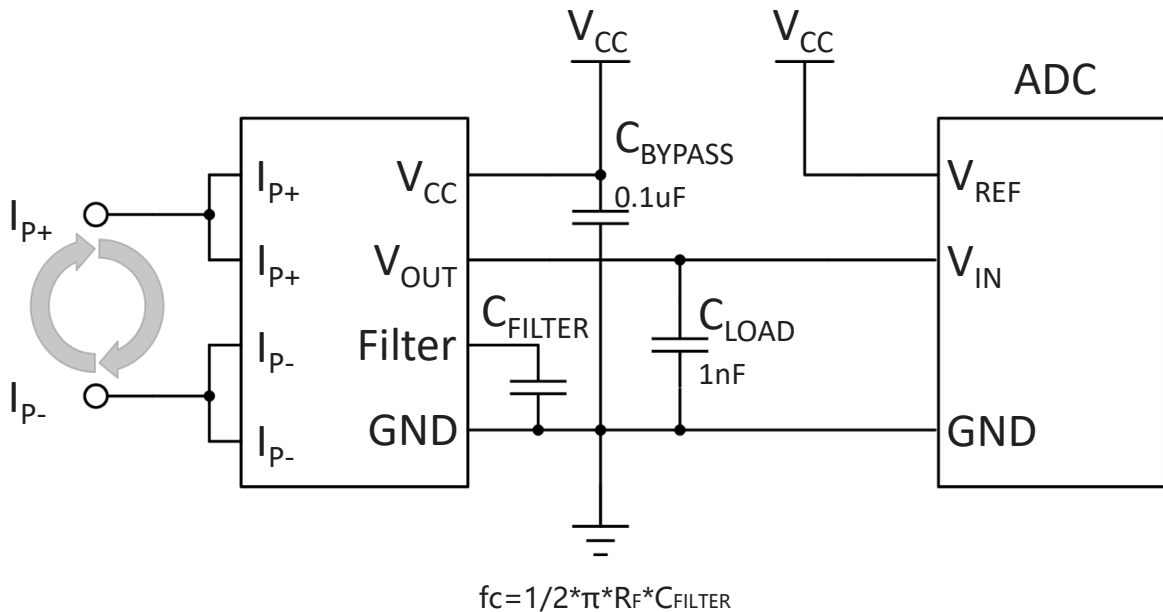 VCC
VCC
ADC
CBYPASS
0.1uF
IP+
VCC
VREF
IP+
IP+
VOUT
VIN
CFILTER
CLOAD
1nF
IP-
Filter
IP-
IP-
GND
GND
fc=1/2*π*RF*CFILTER